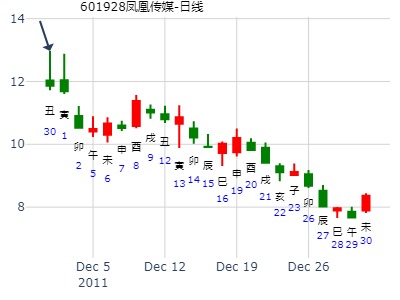 601928凤凰传媒-日线
14
12
10
8
丑
30
寅
1
卯
2
午
5
未
6
申
7
酉
8
戌
9
丑
12
寅
13
卯
14
辰
15
巳
16
申
19
酉
20
戌
21
亥
22
子
23
卯
26
辰
27
巳
28
午
29
未
30
Dec 5
2011
Dec 12
Dec 19
Dec 26